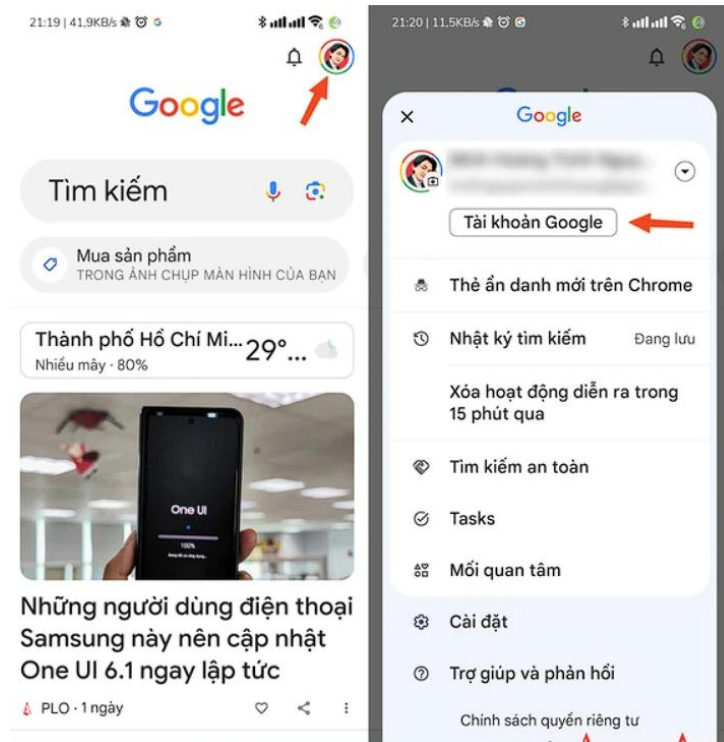 21:19 | 41,9KB/s
Google
Tìm kiếm
Mua sản phẩm
TRONG ẢNH CHỤP MÀN HÌNH CỦA BẠN
Thành phố Hồ Chí Mi... 29°...
Nhiều mây · 80%
One UI
100%
Những người dùng điện thoại
Samsung này nên cập nhật
One UI 6.1 ngay lập tức
PLO · 1 ngày
21:20 | 11,5KB/s
Google
Tài khoản Google
Thẻ ẩn danh mới trên Chrome
Nhật ký tìm kiếm Đang lưu
Xóa hoạt động diễn ra trong
15 phút qua
Tìm kiếm an toàn
Tasks
Mối quan tâm
Cài đặt
Trợ giúp và phản hồi
Chính sách quyền riêng tư